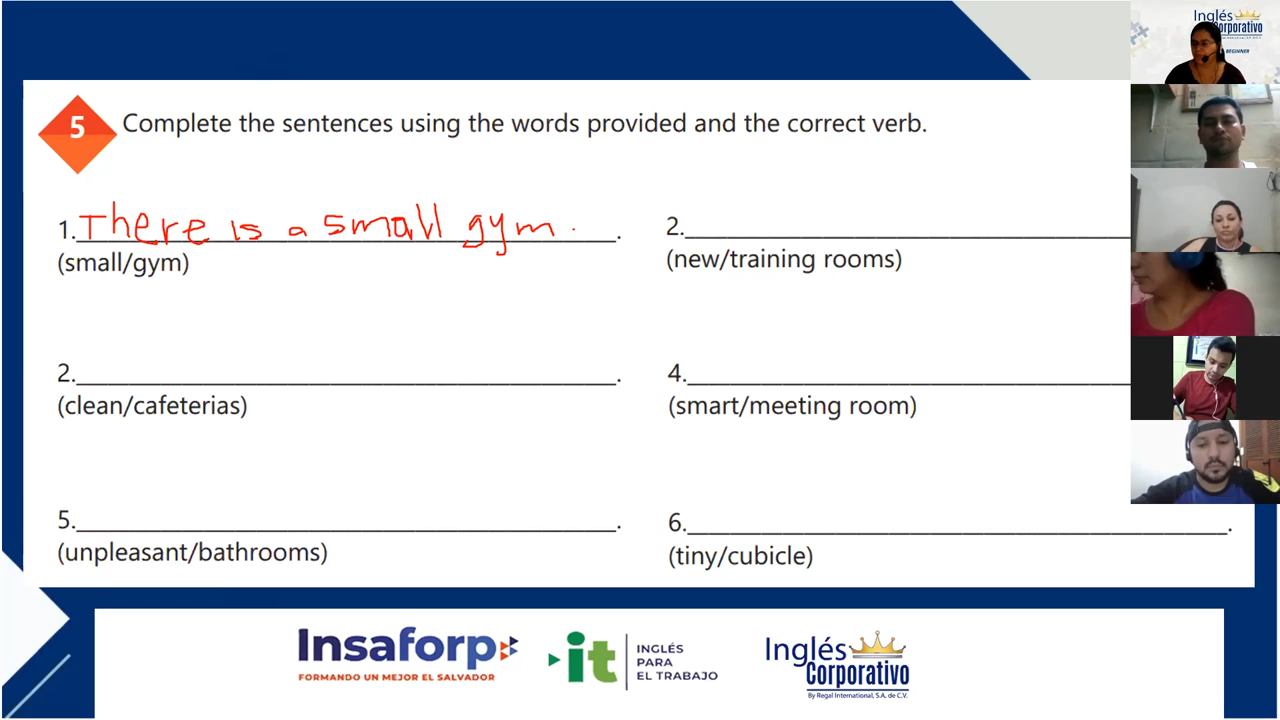 Inglés
Corporativo
BEGINNER
5
Complete the sentences using the words provided and the correct verb.
1. There is a small gym.
(small/gym)
2.
(new/training rooms)
2.
(clean/cafeterias)
4.
(smart/meeting room)
5.
(unpleasant/bathrooms)
6.
(tiny/cubicle)
Insaforp
FORMANDO UN MEJOR EL SALVADOR
it
INGLÉS
PARA
EL TRABAJO
Inglés
Corporativo
By Regal International, S.A. de C.V.